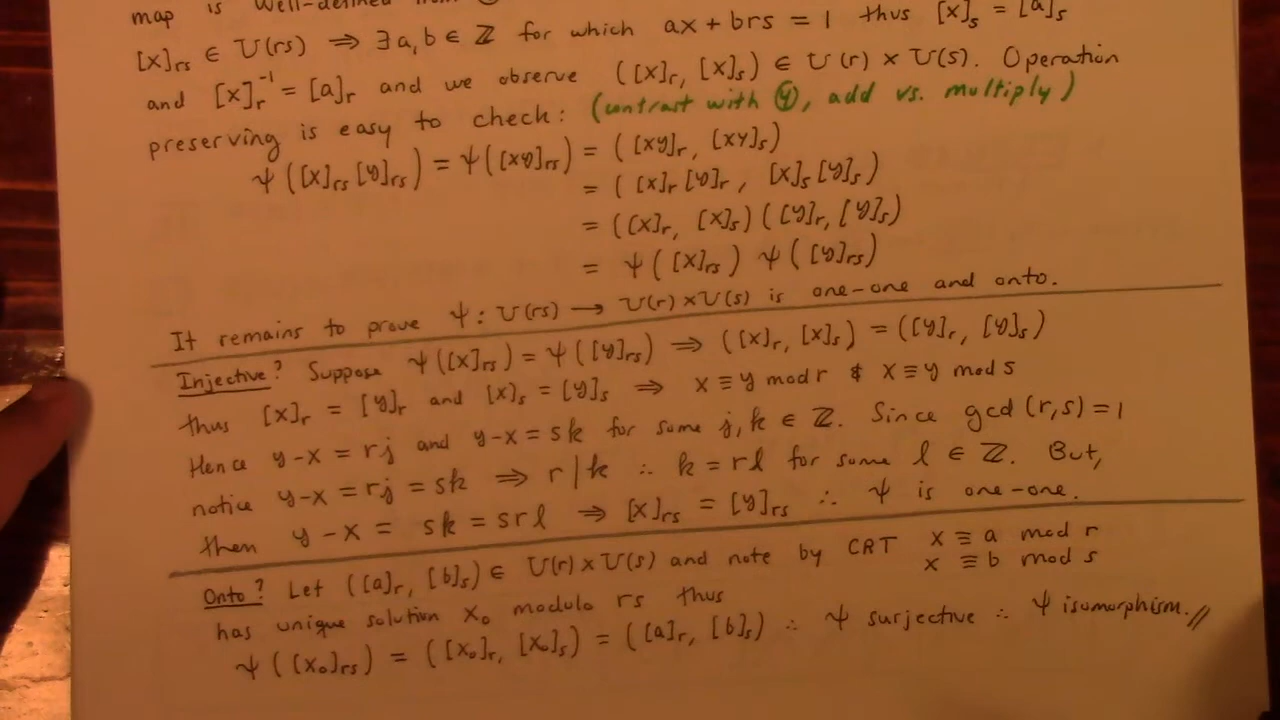 map is well-defined from
[x]_rs ∈ U(rs) ⇒ ∃ a, b ∈ ℤ for which ax + brs = 1 thus [x]_s = [a]_s
and [x]_r^{-1} = [a]_r and we observe ([x]_r, [x]_s) ∈ U(r) × U(s). Operation
preserving is easy to check: (contrast with ④, add vs. multiply)
ψ([x]_rs [y]_rs) = ψ([xy]_rs) = ([xy]_r, [xy]_s)
= ([x]_r [y]_r, [x]_s [y]_s)
= ([x]_r, [x]_s)([y]_r, [y]_s)
= ψ([x]_rs) ψ([y]_rs)
It remains to prove ψ: U(rs) → U(r) × U(s) is one-one and onto.
Injective? Suppose ψ([x]_rs) = ψ([y]_rs) ⇒ ([x]_r, [x]_s) = ([y]_r, [y]_s)
thus [x]_r = [y]_r and [x]_s = [y]_s ⇒ x ≡ y mod r & x ≡ y mod s
Hence y-x = rj and y-x = sk for some j, k ∈ ℤ. Since gcd(r,s) = 1
notice y-x = rj = sk ⇒ r | k ∴ k = rl for some l ∈ ℤ. But,
then y-x = sk = srl ⇒ [x]_rs = [y]_rs ∴ ψ is one-one.
Onto? Let ([a]_r, [b]_s) ∈ U(r) × U(s) and note by CRT x ≡ a mod r
x ≡ b mod s
has unique solution x_0 modulo rs thus
ψ([x_0]_rs) = ([x_0]_r, [x_0]_s) = ([a]_r, [b]_s) ∴ ψ surjective ∴ ψ isomorphism. //